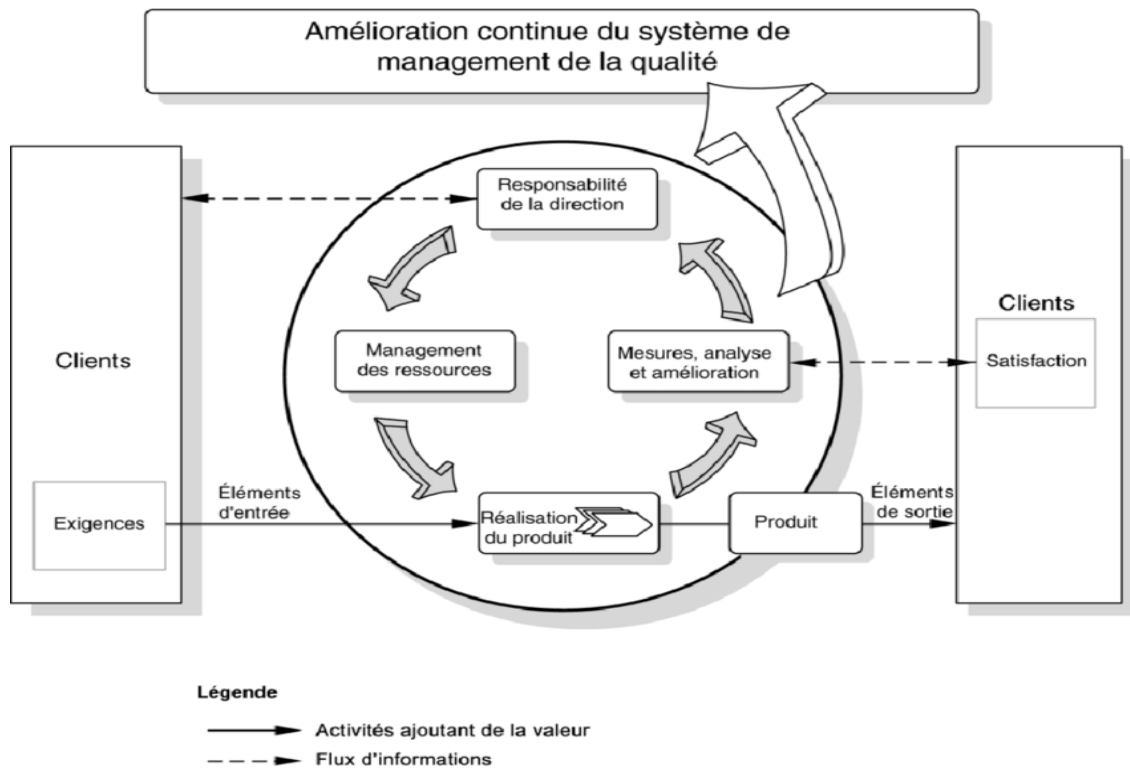 Amélioration continue du système de
management de la qualité
Responsabilité
de la direction
Clients
Management
des ressources
Mesures, analyse
et amélioration
Clients
Satisfaction
Exigences
Éléments
d'entrée
Réalisation
du produit
Produit
Éléments
de sortie
Légende
Activités ajoutant de la valeur
Flux d'informations